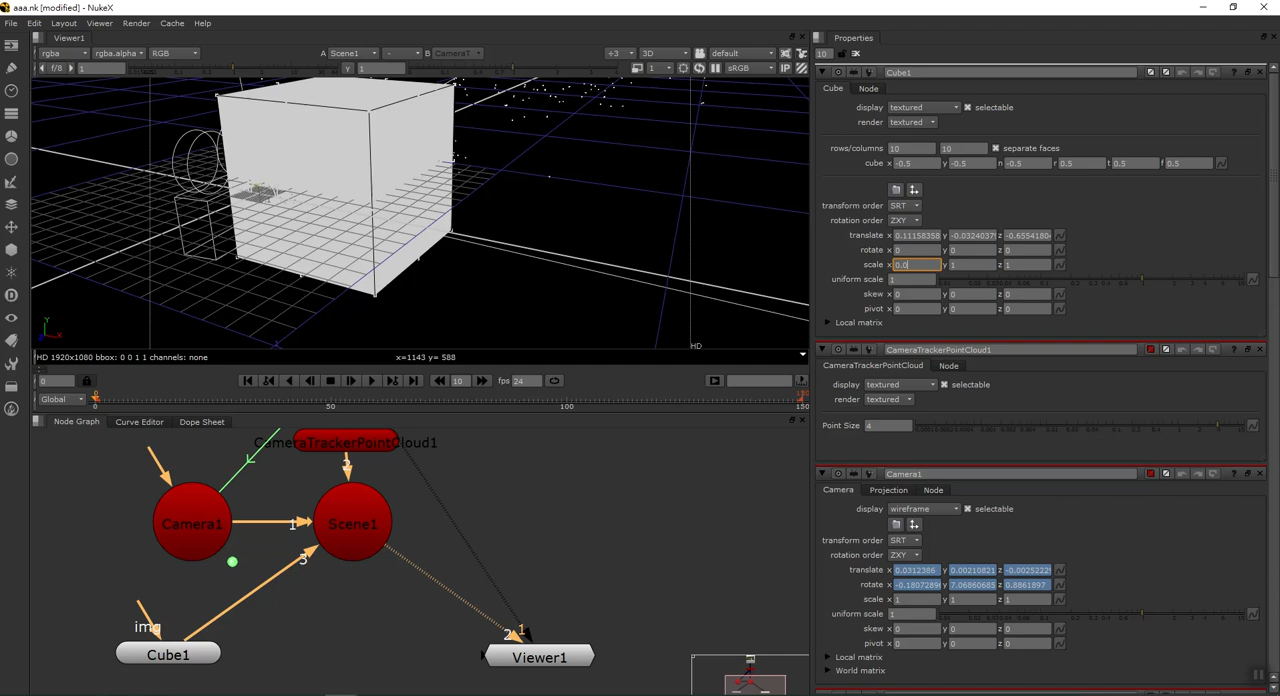 aaa.nk [modified] - NukeX
File Edit Layout Viewer Render Cache Help
Viewer1
rgba rgba.alpha RGB A Scene1 - B CameraT +3 3D default
f/8 1 Y 1 1 sRGB IP
HD
HD 1920x1080 bbox: 0 0 1 1 channels: none x=1143 y= 588
0 10 fps 24
Global 0 50 100 150
Node Graph Curve Editor Dope Sheet
CameraTrackerPointCloud1
2
Camera1 1 Scene1
3
img
Cube1
2 1
Viewer1
Properties
10
Cube1
Cube Node
display textured selectable
render textured
rows/columns 10 10 separate faces
cube x -0.5 y -0.5 n -0.5 r 0.5 t 0.5 f 0.5
transform order SRT
rotation order ZXY
translate x 0.11158358 y -0.0324037 z -0.6554180
rotate x 0 y 0 z 0
scale x 0.0 y 1 z 1
uniform scale 1
skew x 0 y 0 z 0
pivot x 0 y 0 z 0
Local matrix
CameraTrackerPointCloud1
CameraTrackerPointCloud Node
display textured selectable
render textured
Point Size 4
Camera1
Camera Projection Node
display wireframe selectable
transform order SRT
rotation order ZXY
translate x 0.0312386 y 0.00210821 z -0.0025222
rotate x -0.1807289 y 7.06860685 z 0.8861897
scale x 1 y 1 z 1
uniform scale 1
skew x 0 y 0 z 0
pivot x 0 y 0 z 0
Local matrix
World matrix